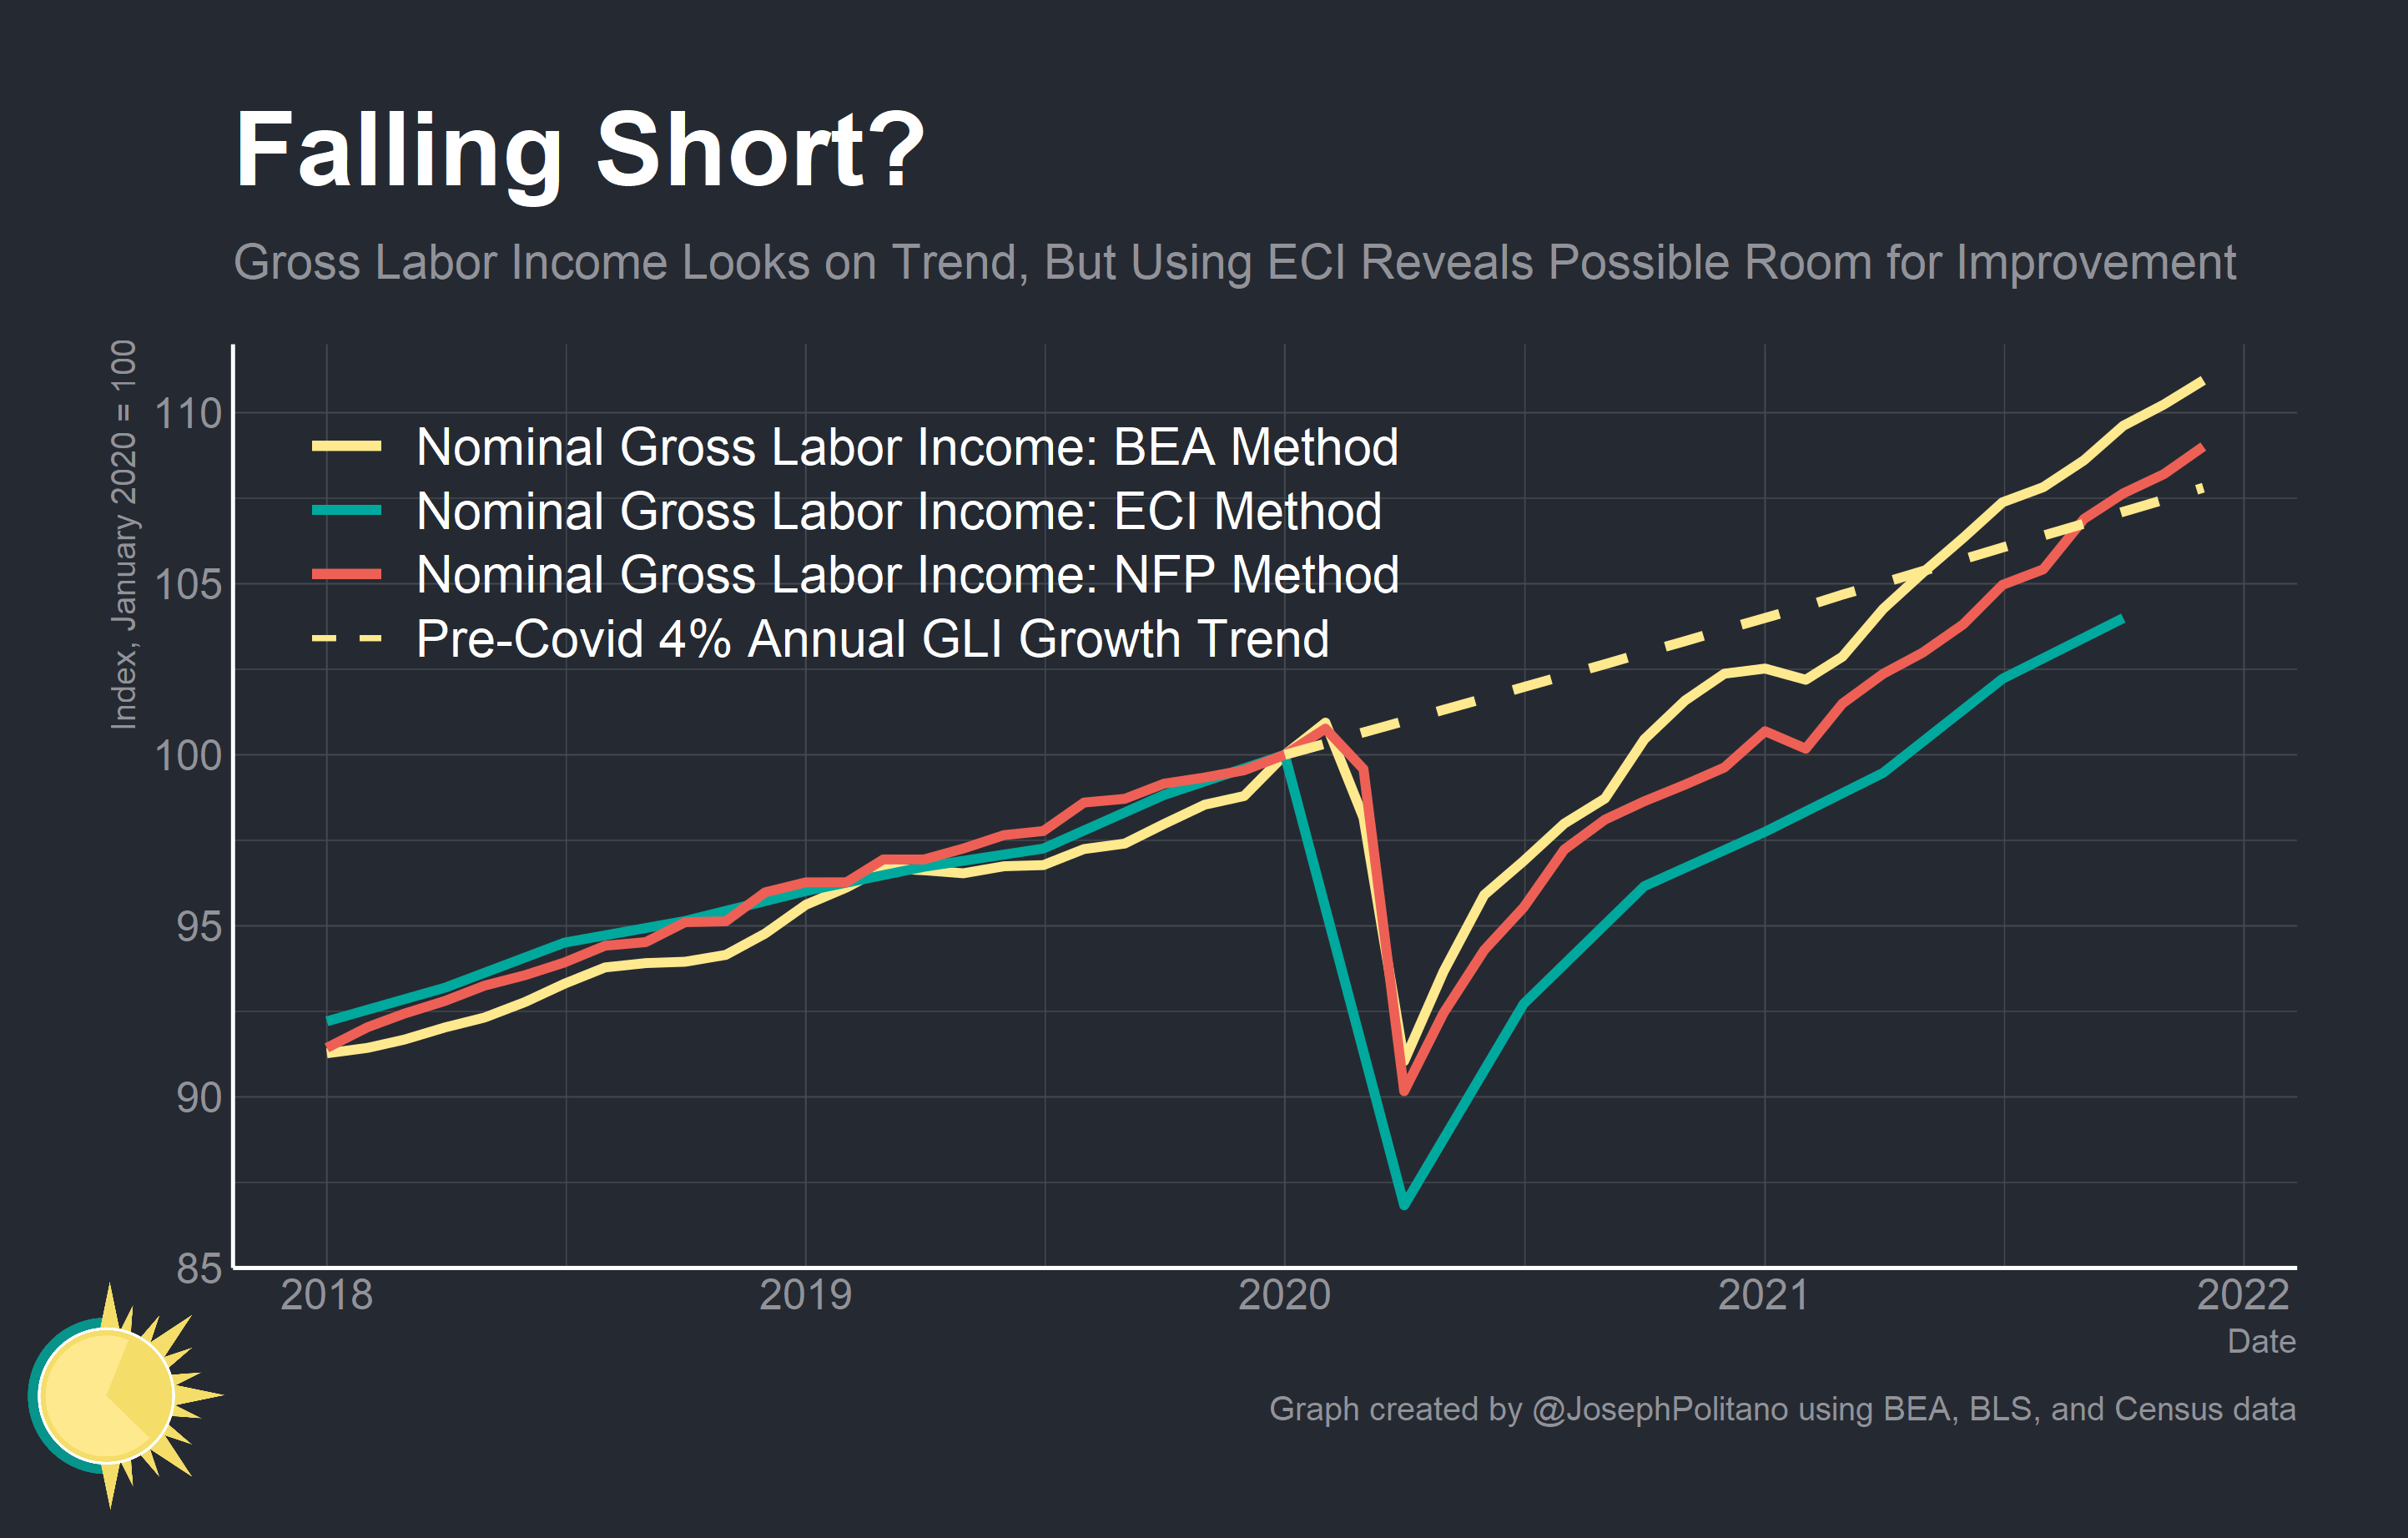 Falling Short?
Gross Labor Income Looks on Trend, But Using ECI Reveals Possible Room for Improvement
Index, January 2020 = 100
110
105
100
95
90
85
Nominal Gross Labor Income: BEA Method
Nominal Gross Labor Income: ECI Method
Nominal Gross Labor Income: NFP Method
Pre-Covid 4% Annual GLI Growth Trend
2018 2019 2020 2021 2022
Date
Graph created by @JosephPolitano using BEA, BLS, and Census data